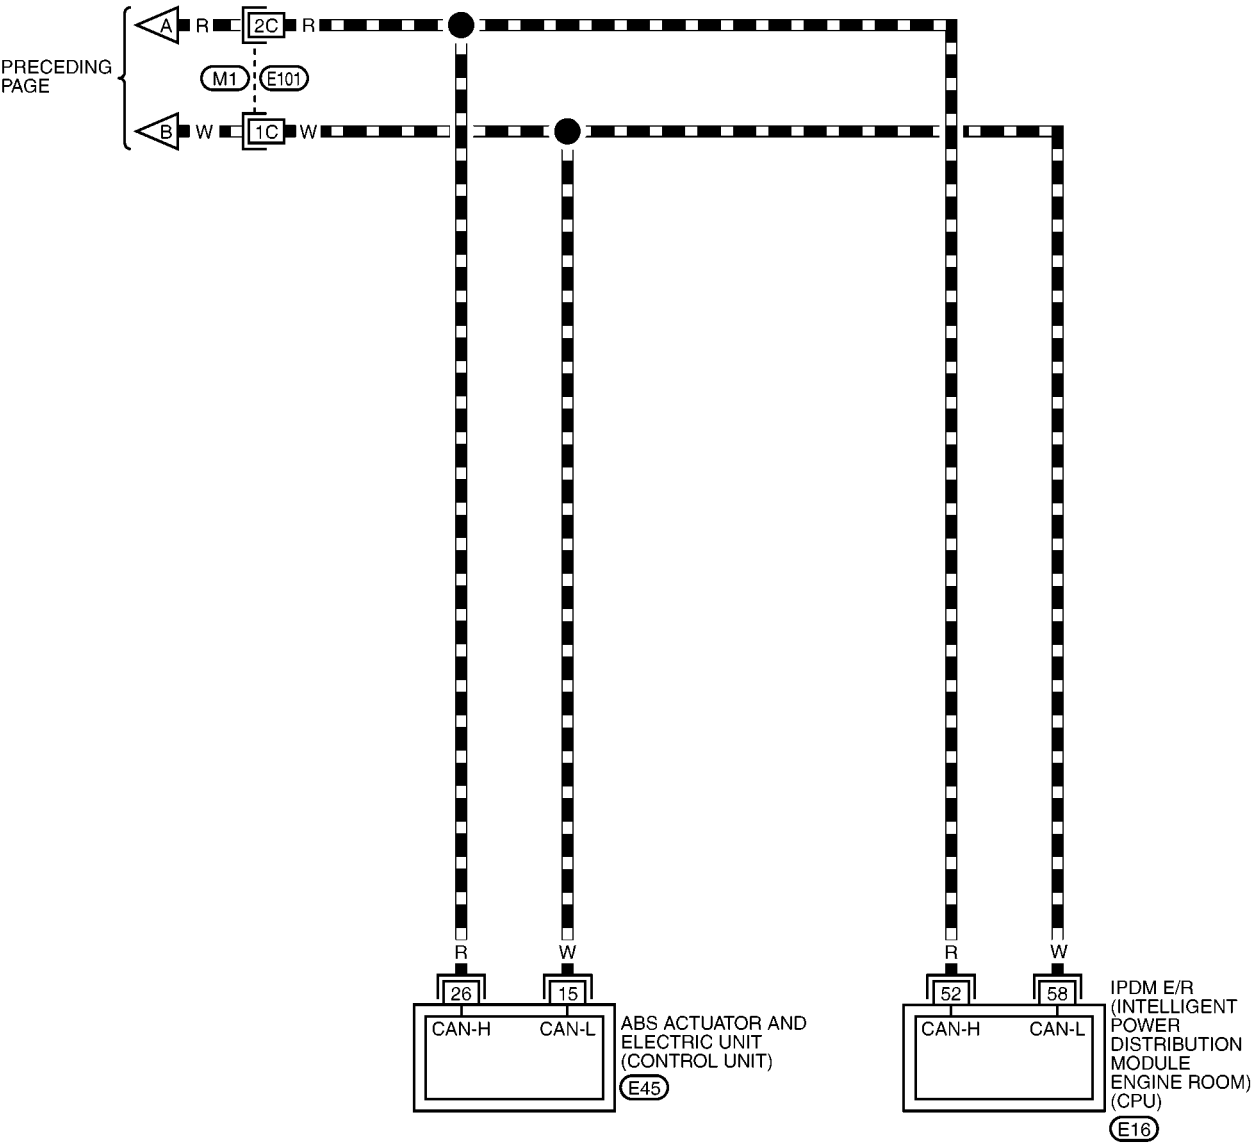 A R 2C R
PRECEDING
PAGE
M1 E101
B W 1C W
R W R W
26 15 52 58
CAN-H CAN-L
ABS ACTUATOR AND
ELECTRIC UNIT
(CONTROL UNIT)
E45
CAN-H CAN-L
IPDM E/R
(INTELLIGENT
POWER
DISTRIBUTION
MODULE
ENGINE ROOM)
(CPU)
E16